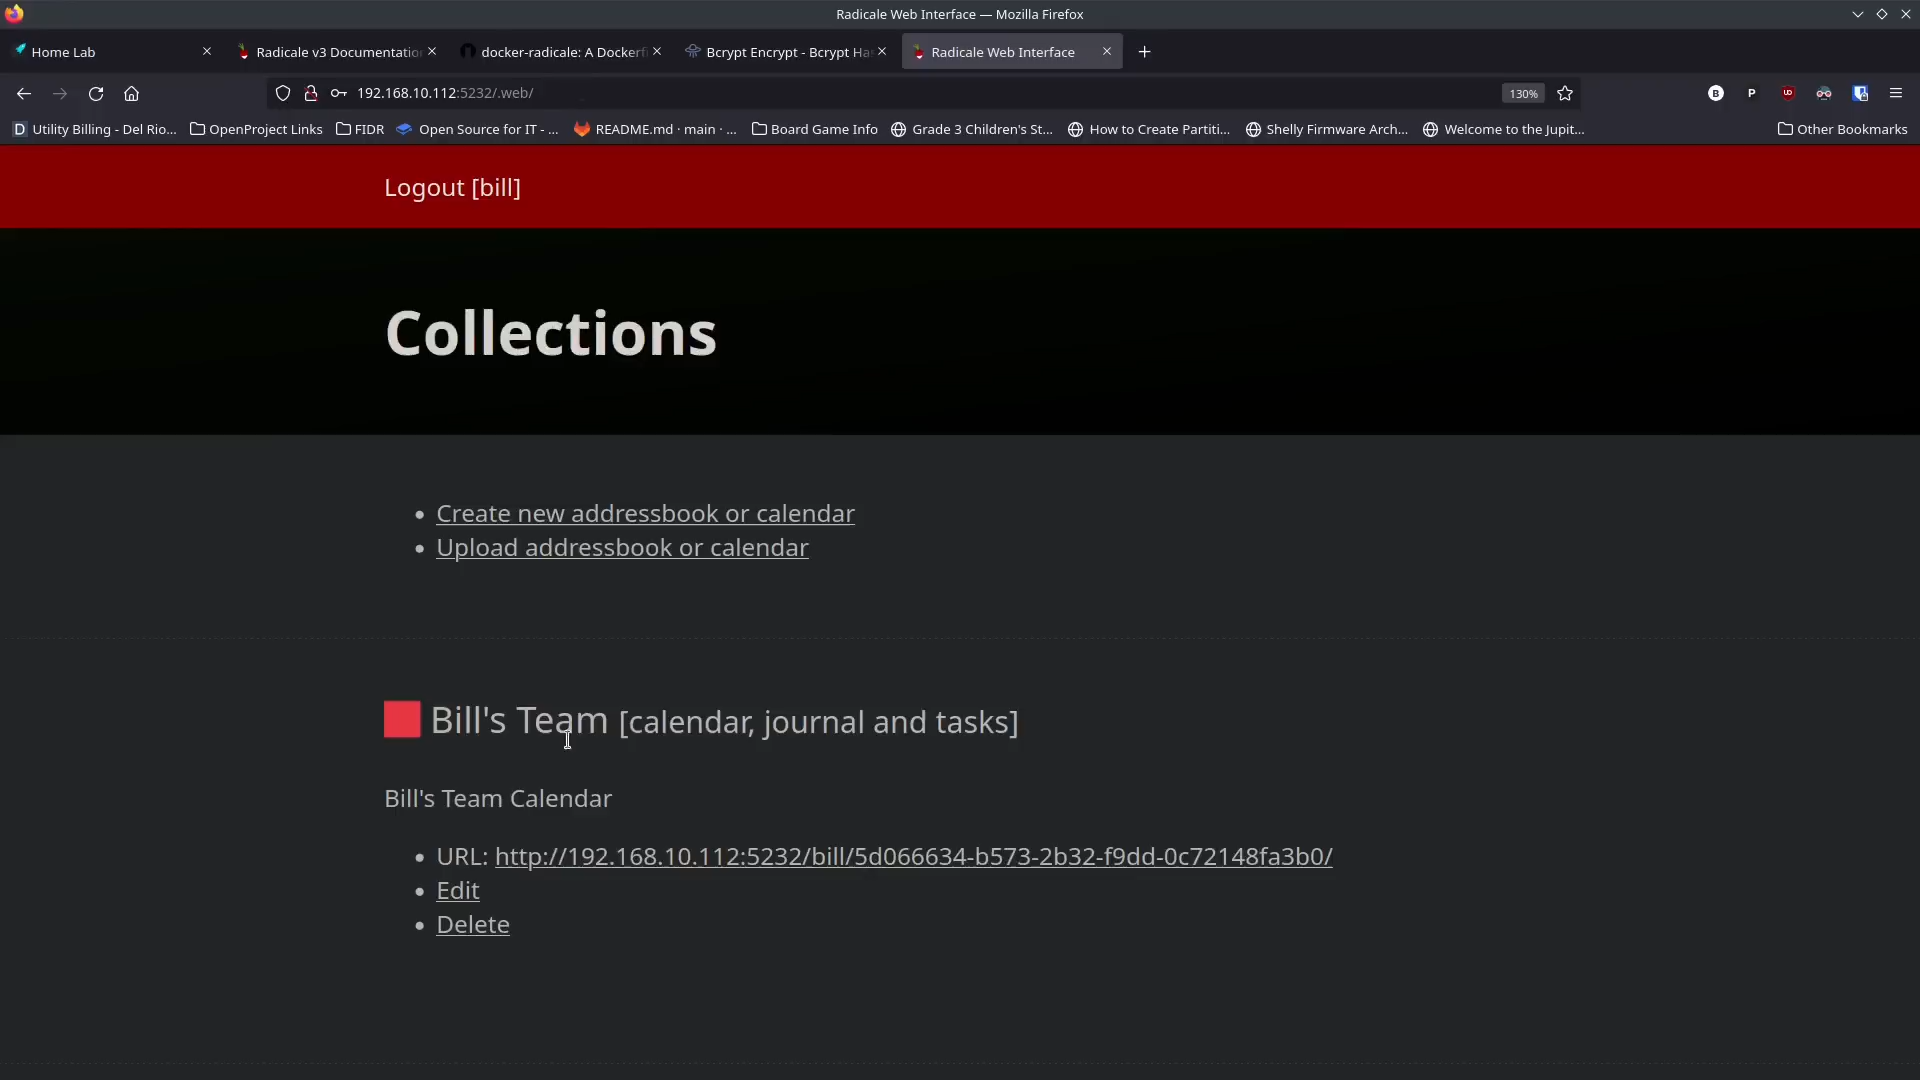 Radicale Web Interface — Mozilla Firefox
Home Lab
Radicale v3 Documentatio
docker-radicale: A Dockerfi
Bcrypt Encrypt - Bcrypt Ha
Radicale Web Interface
192.168.10.112:5232/.web/
130%
B
P
Utility Billing - Del Rio...
OpenProject Links
FIDR
Open Source for IT - ...
README.md · main · ...
Board Game Info
Grade 3 Children's St...
How to Create Partiti...
Shelly Firmware Arch...
Welcome to the Jupit...
Other Bookmarks
Logout [bill]
Collections
Create new addressbook or calendar
Upload addressbook or calendar
Bill's Team [calendar, journal and tasks]
Bill's Team Calendar
URL: http://192.168.10.112:5232/bill/5d066634-b573-2b32-f9dd-0c72148fa3b0/
Edit
Delete